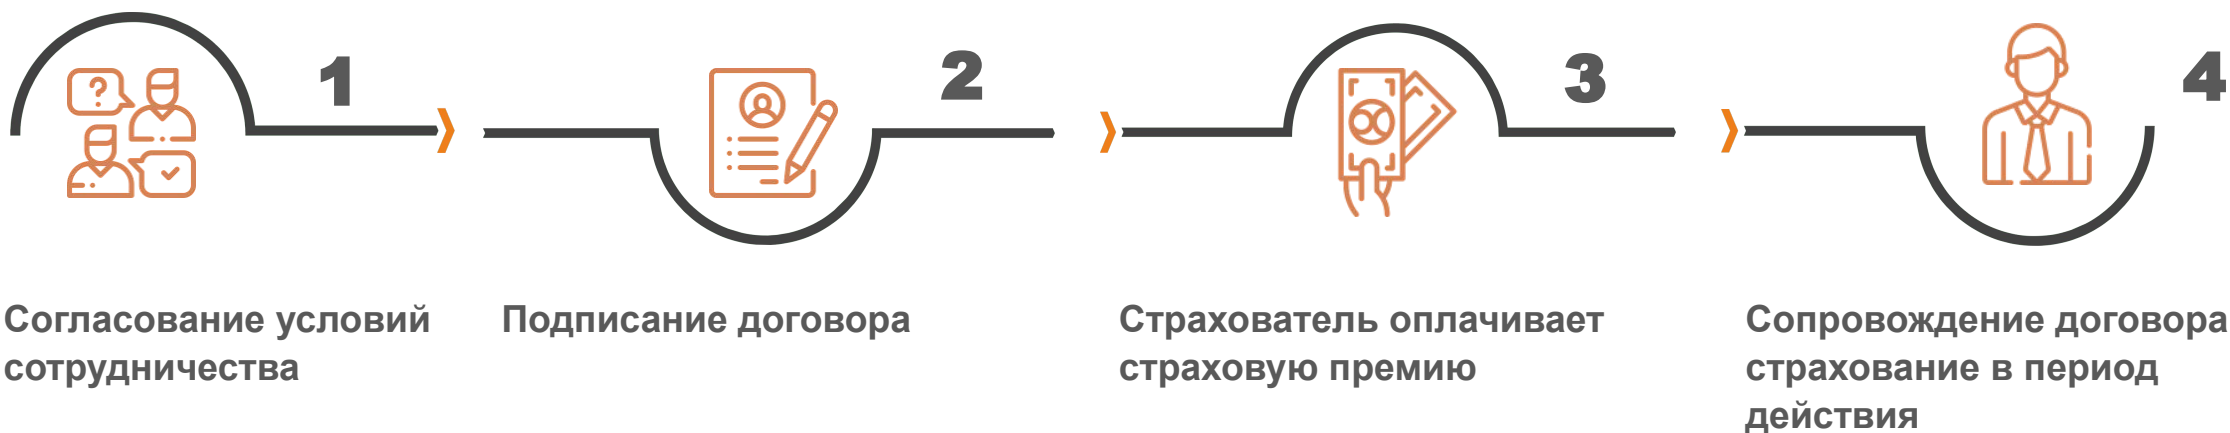 1
2
3
4
?
Согласование условий
сотрудничества
Подписание договора
Страхователь оплачивает
страховую премию
Сопровождение договора
страхование в период
действия